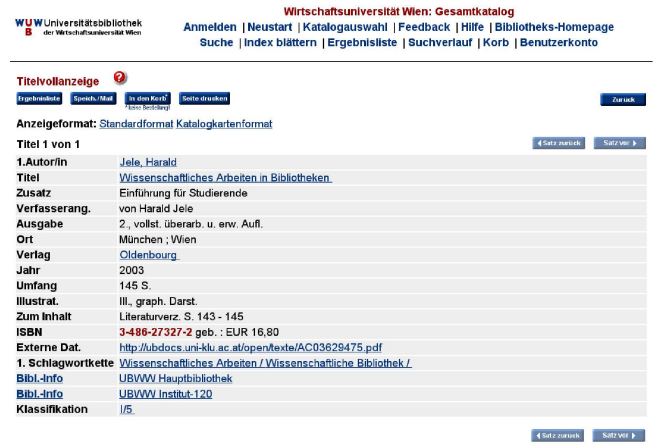 Wirtschaftsuniversität Wien: Gesamtkatalog
WUW Universitätsbibliothek
B der Wirtschaftsuniversität Wien
Anmelden | Neustart | Katalogauswahl | Feedback | Hilfe | Bibliotheks-Homepage
Suche | Index blättern | Ergebnisliste | Suchverlauf | Korb | Benutzerkonto
Titelvollanzeige ?
Ergebnisliste Speich./Mail In den Korb* Seite drucken Zurück
*keine Bestellung!
Anzeigeformat: Standardformat Katalogkartenformat
Titel 1 von 1 Satz zurück Satz vor
1.Autor/in Jele, Harald
Titel Wissenschaftliches Arbeiten in Bibliotheken
Zusatz Einführung für Studierende
Verfasserang. von Harald Jele
Ausgabe 2., vollst. überarb. u. erw. Aufl.
Ort München ; Wien
Verlag Oldenbourg
Jahr 2003
Umfang 145 S.
Illustrat. Ill., graph. Darst.
Zum Inhalt Literaturverz. S. 143 - 145
ISBN 3-486-27327-2 geb. : EUR 16,80
Externe Dat. http://ubdocs.uni-klu.ac.at/open/texte/AC03629475.pdf
1. Schlagwortkette Wissenschaftliches Arbeiten / Wissenschaftliche Bibliothek /
Bibl.-Info UBWW Hauptbibliothek
Bibl.-Info UBWW Institut-120
Klassifikation I/5
Satz zurück Satz vor